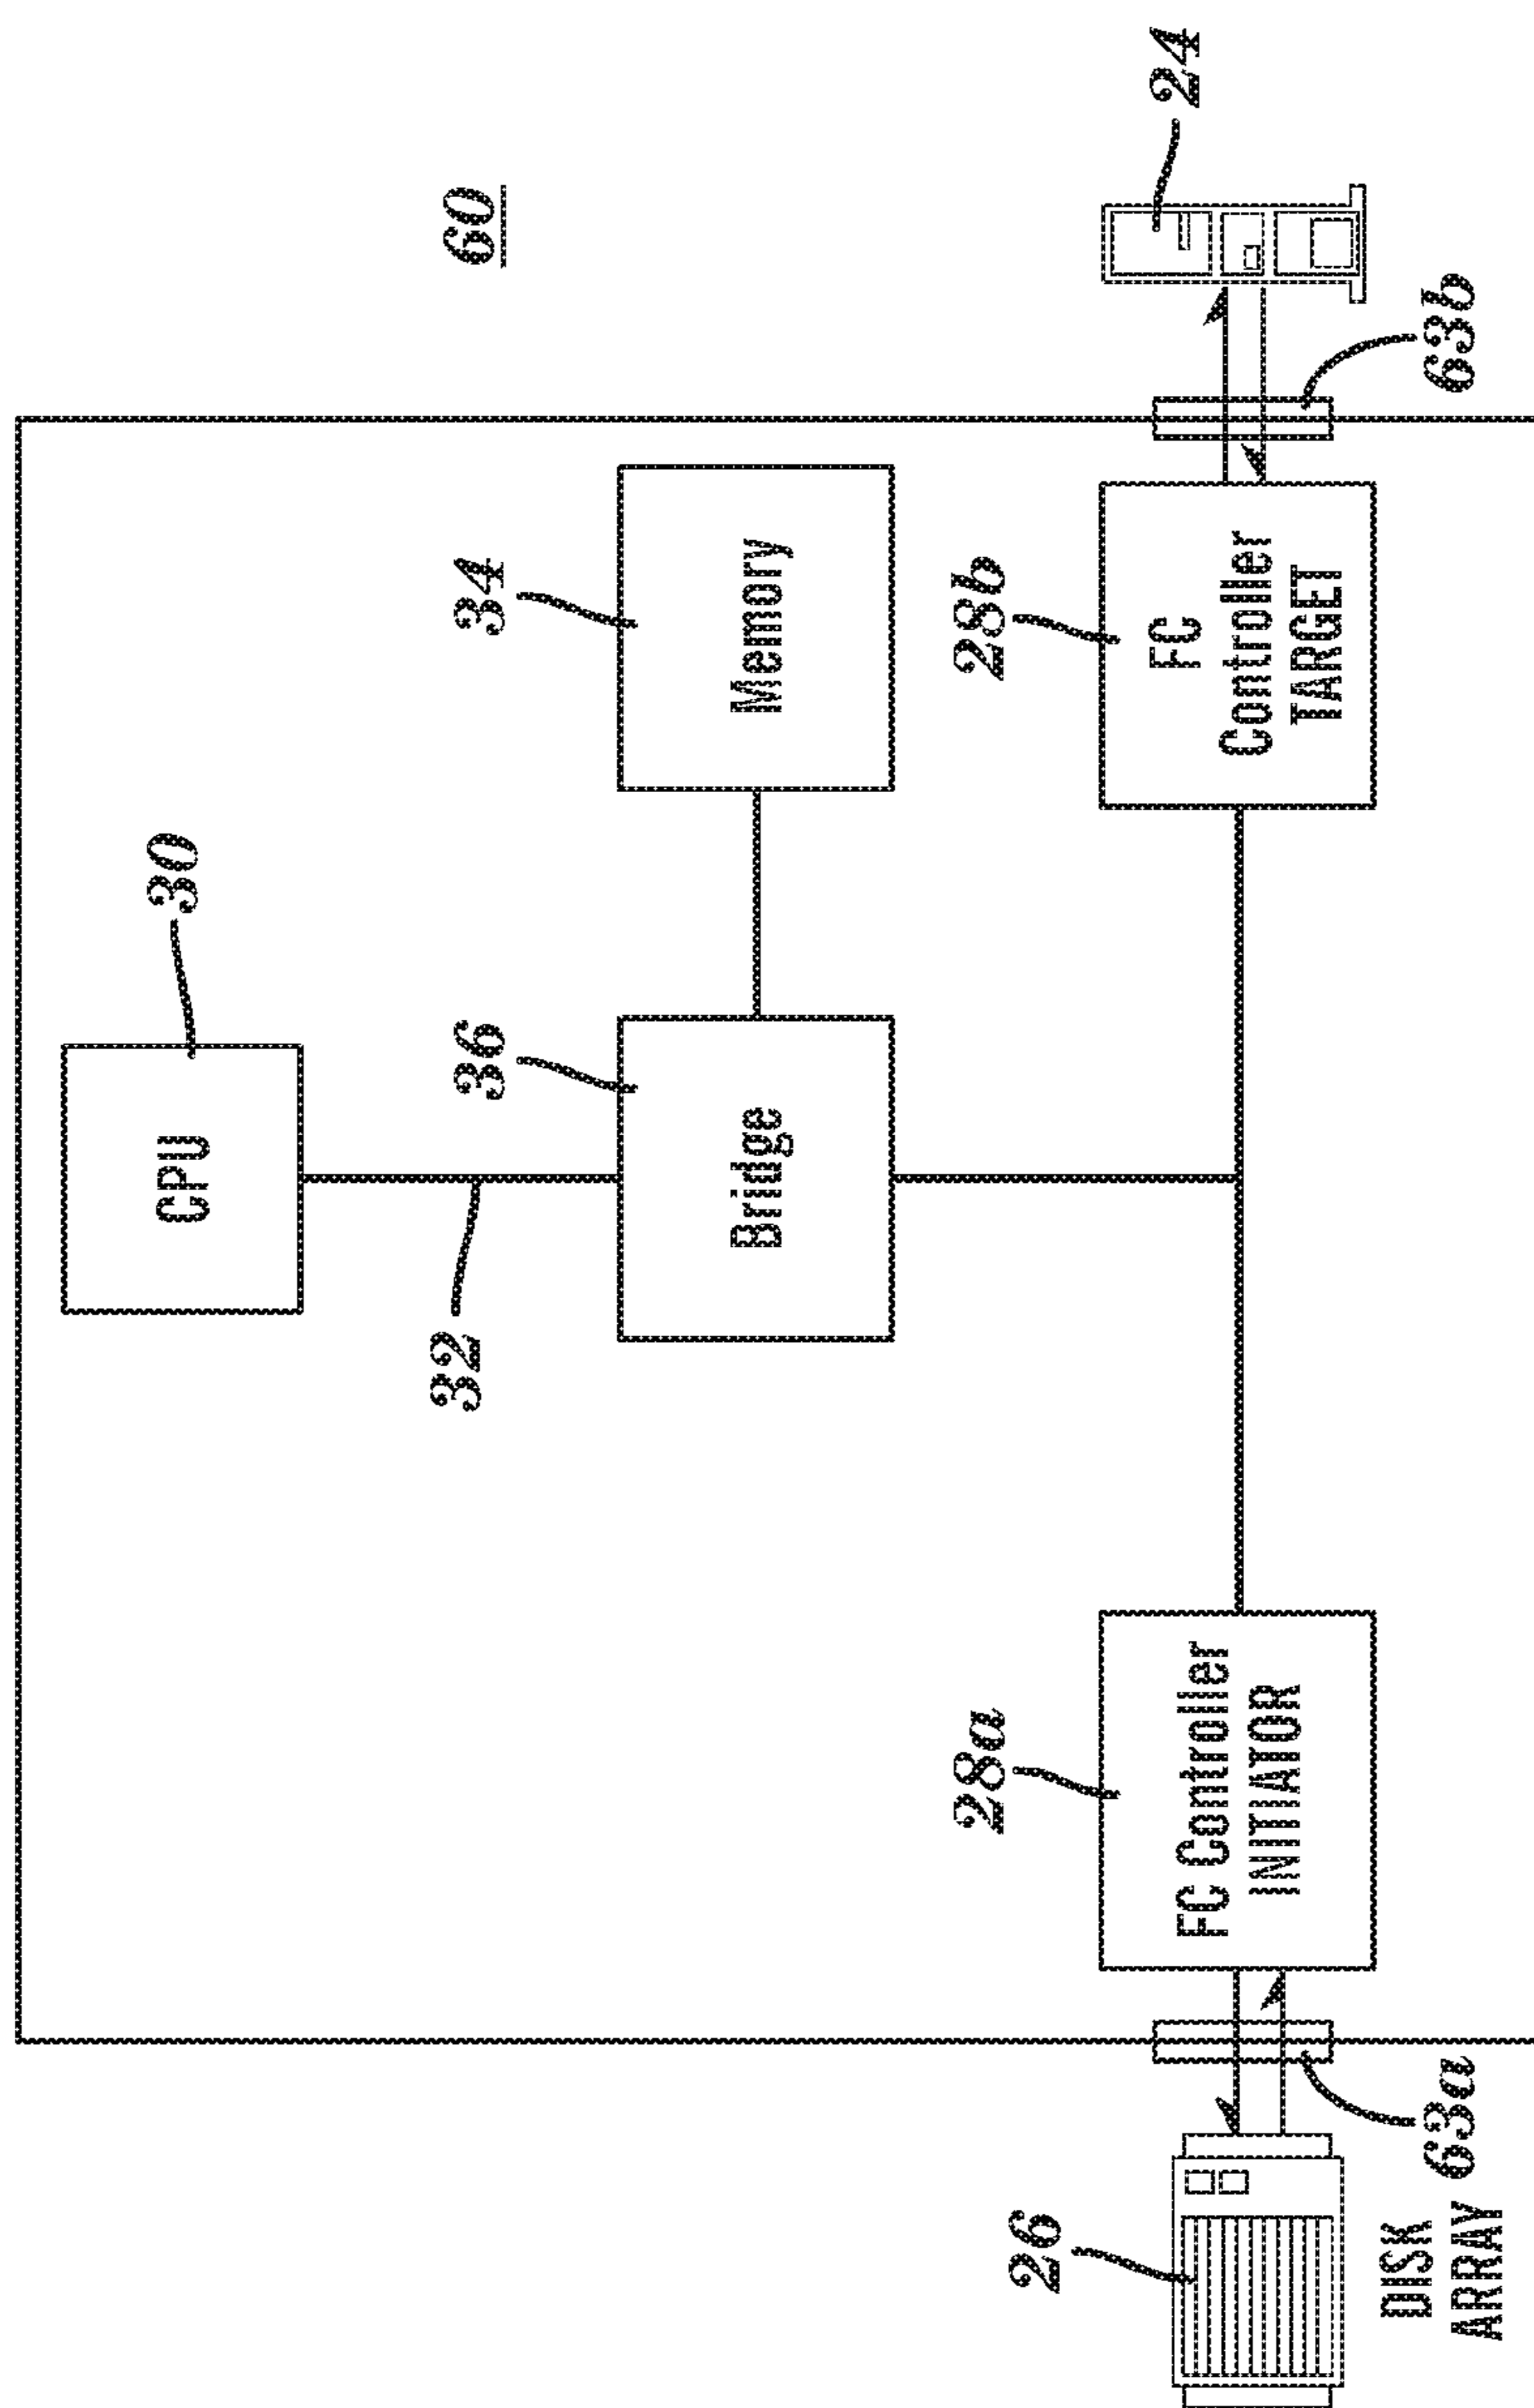 60
CPU
30
32
36
34
Bridge
Memory
28a
28b
FC Controller
INITIATOR
FC
Controller
TARGET
26
24
DISK
ARRAY
63a
63b